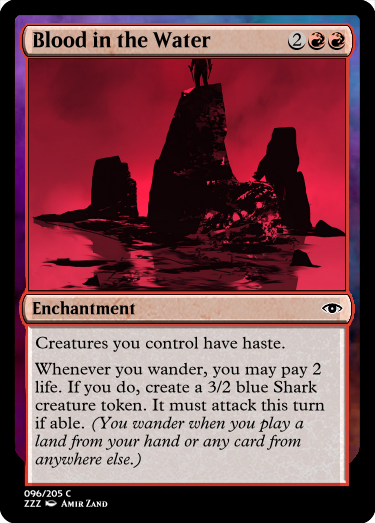 Blood in the Water 2
Enchantment
Creatures you control have haste.
Whenever you wander, you may pay 2
life. If you do, create a 3/2 blue Shark
creature token. It must attack this turn
if able. (You wander when you play a
land from your hand or any card from
anywhere else.)
096/205 C
ZZZ Amir Zand